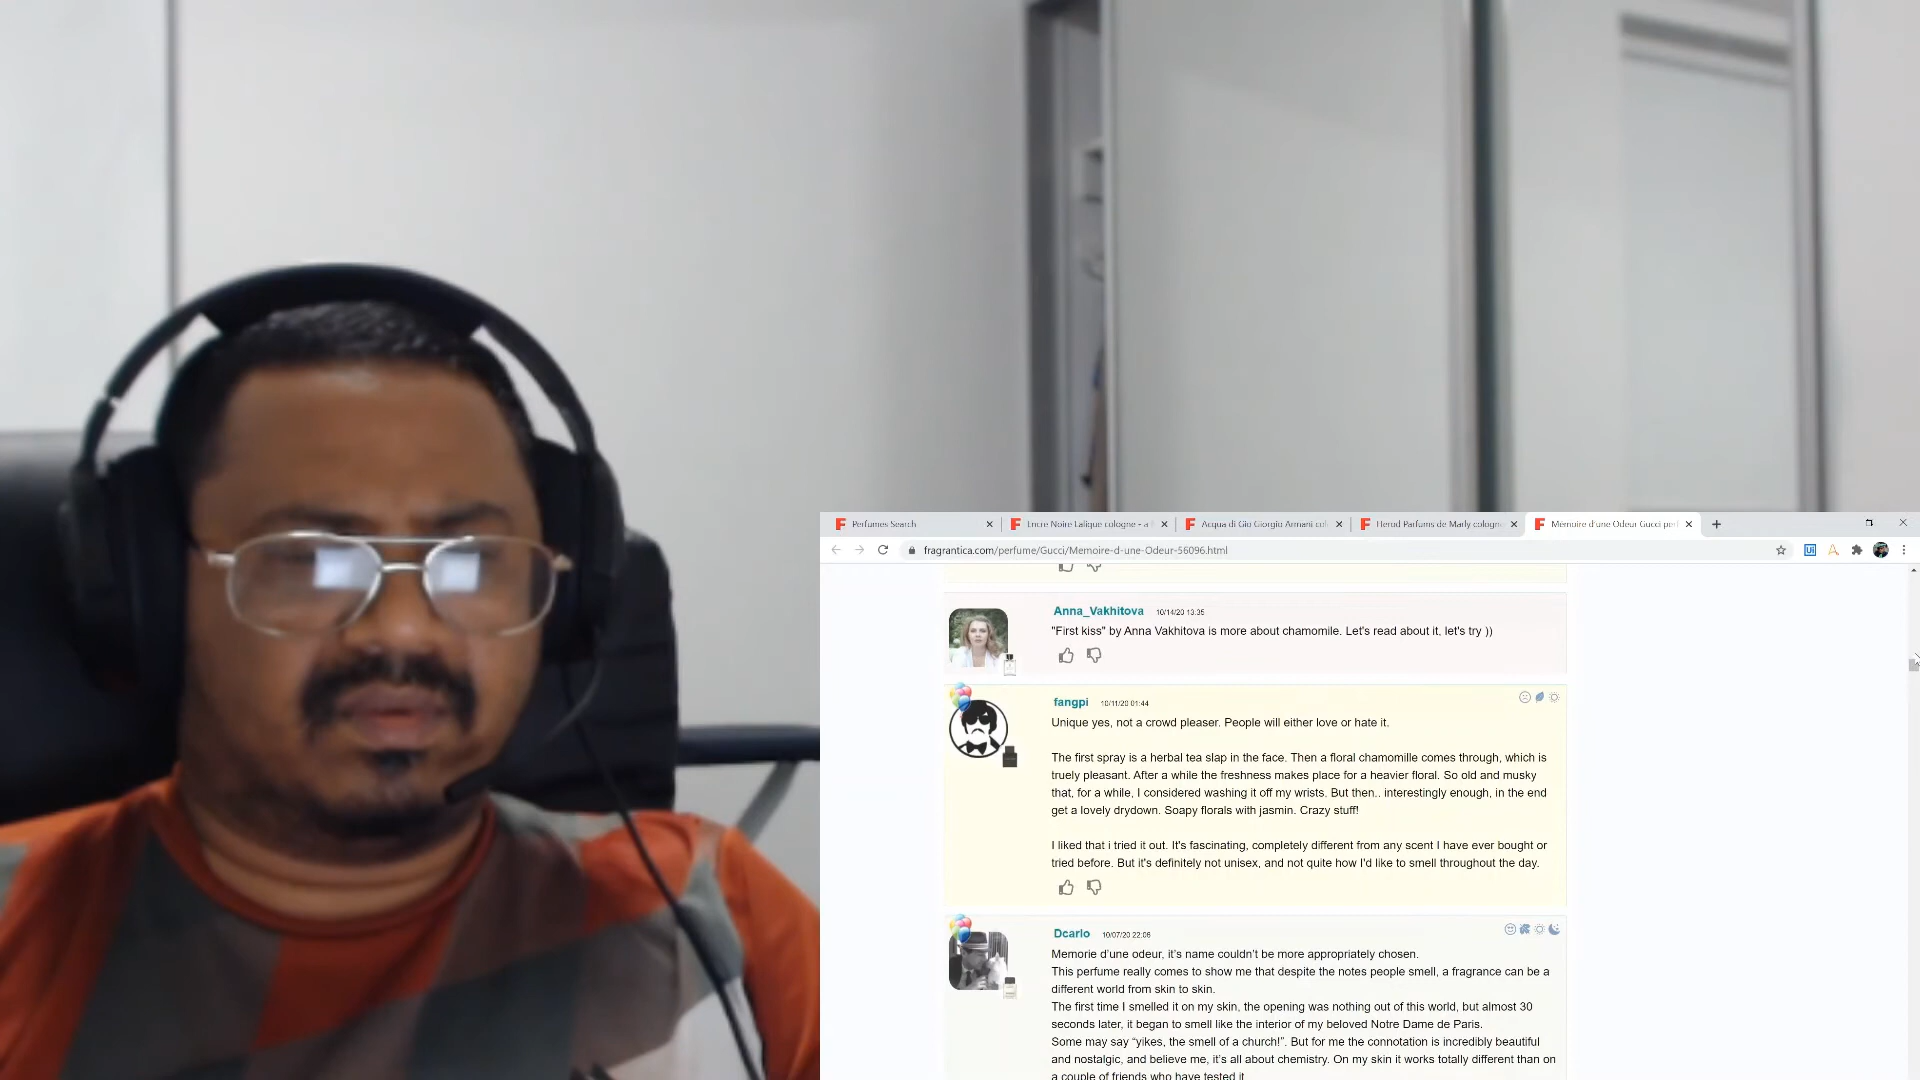 Perfumes Search
Encre Noire Lalique cologne - a f
Acqua di Gio Giorgio Armani col
Herod Parfums de Marly cologne
Mémoire d'une Odeur Gucci per
fragrantica.com/perfume/Gucci/Memoire-d-une-Odeur-56096.html
Anna_Vakhitova 10/14/20 13:35
"First kiss" by Anna Vakhitova is more about chamomile. Let's read about it, let's try ))
fangpi 10/11/20 01:44
Unique yes, not a crowd pleaser. People will either love or hate it.
The first spray is a herbal tea slap in the face. Then a floral chamomille comes through, which is
truely pleasant. After a while the freshness makes place for a heavier floral. So old and musky
that, for a while, I considered washing it off my wrists. But then.. interestingly enough, in the end
get a lovely drydown. Soapy florals with jasmin. Crazy stuff!
I liked that i tried it out. It's fascinating, completely different from any scent I have ever bought or
tried before. But it's definitely not unisex, and not quite how I'd like to smell throughout the day.
Dcarlo 10/07/20 22:06
Memorie d'une odeur, it's name couldn't be more appropriately chosen.
This perfume really comes to show me that despite the notes people smell, a fragrance can be a
different world from skin to skin.
The first time I smelled it on my skin, the opening was nothing out of this world, but almost 30
seconds later, it began to smell like the interior of my beloved Notre Dame de Paris.
Some may say "yikes, the smell of a church!". But for me the connotation is incredibly beautiful
and nostalgic, and believe me, it's all about chemistry. On my skin it works totally different than on
a couple of friends who have tested it